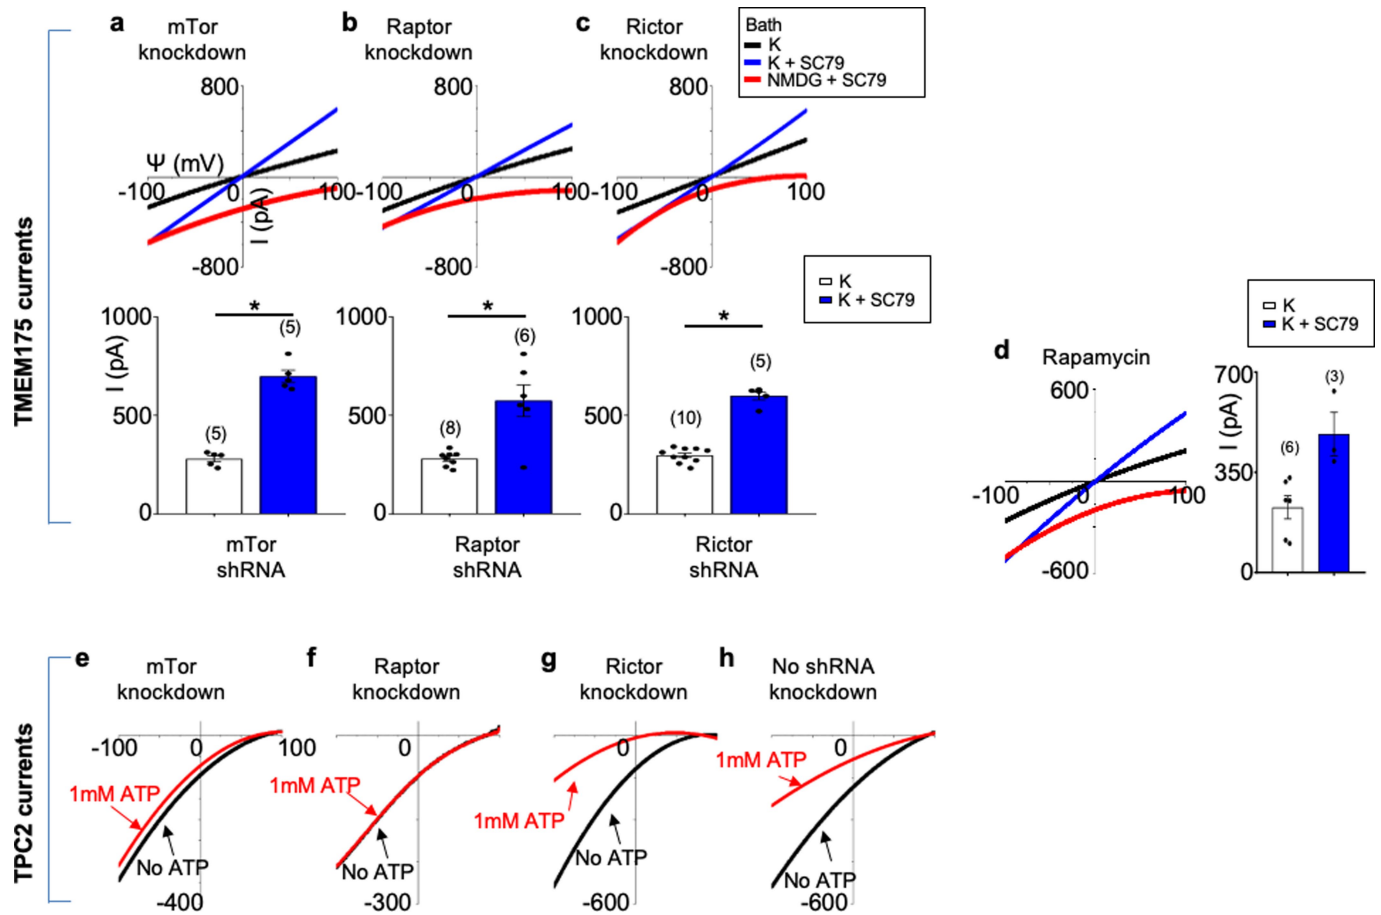 a
mTor
knockdown
b
Raptor
knockdown
c
Rictor
knockdown
Bath
K
K + SC79
NMDG + SC79
TMEM175 currents
800
Ψ (mV)
-100
0
100
I (pA)
-800
800
-100
0
100
-800
800
-100
0
100
-800
K
K + SC79
1000
I (pA)
500
0
(5)
*
(5)
mTor
shRNA
1000
500
0
(8)
*
(6)
Raptor
shRNA
1000
500
0
(10)
*
(5)
Rictor
shRNA
d
Rapamycin
600
-100
0
100
-600
K
K + SC79
700
I (pA)
350
0
(6)
(3)
TPC2 currents
e
mTor
knockdown
-100
0
100
1mM ATP
No ATP
-400
f
Raptor
knockdown
0
1mM ATP
No ATP
-300
g
Rictor
knockdown
0
1mM ATP
No ATP
-600
h
No shRNA
knockdown
0
1mM ATP
No ATP
-600